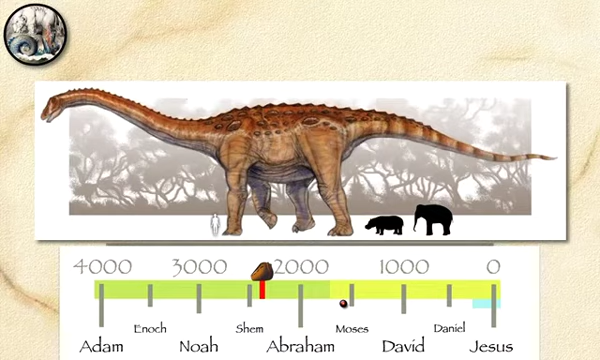 4000 3000 2000 1000 0
Enoch Shem Moses Daniel
Adam Noah Abraham David Jesus